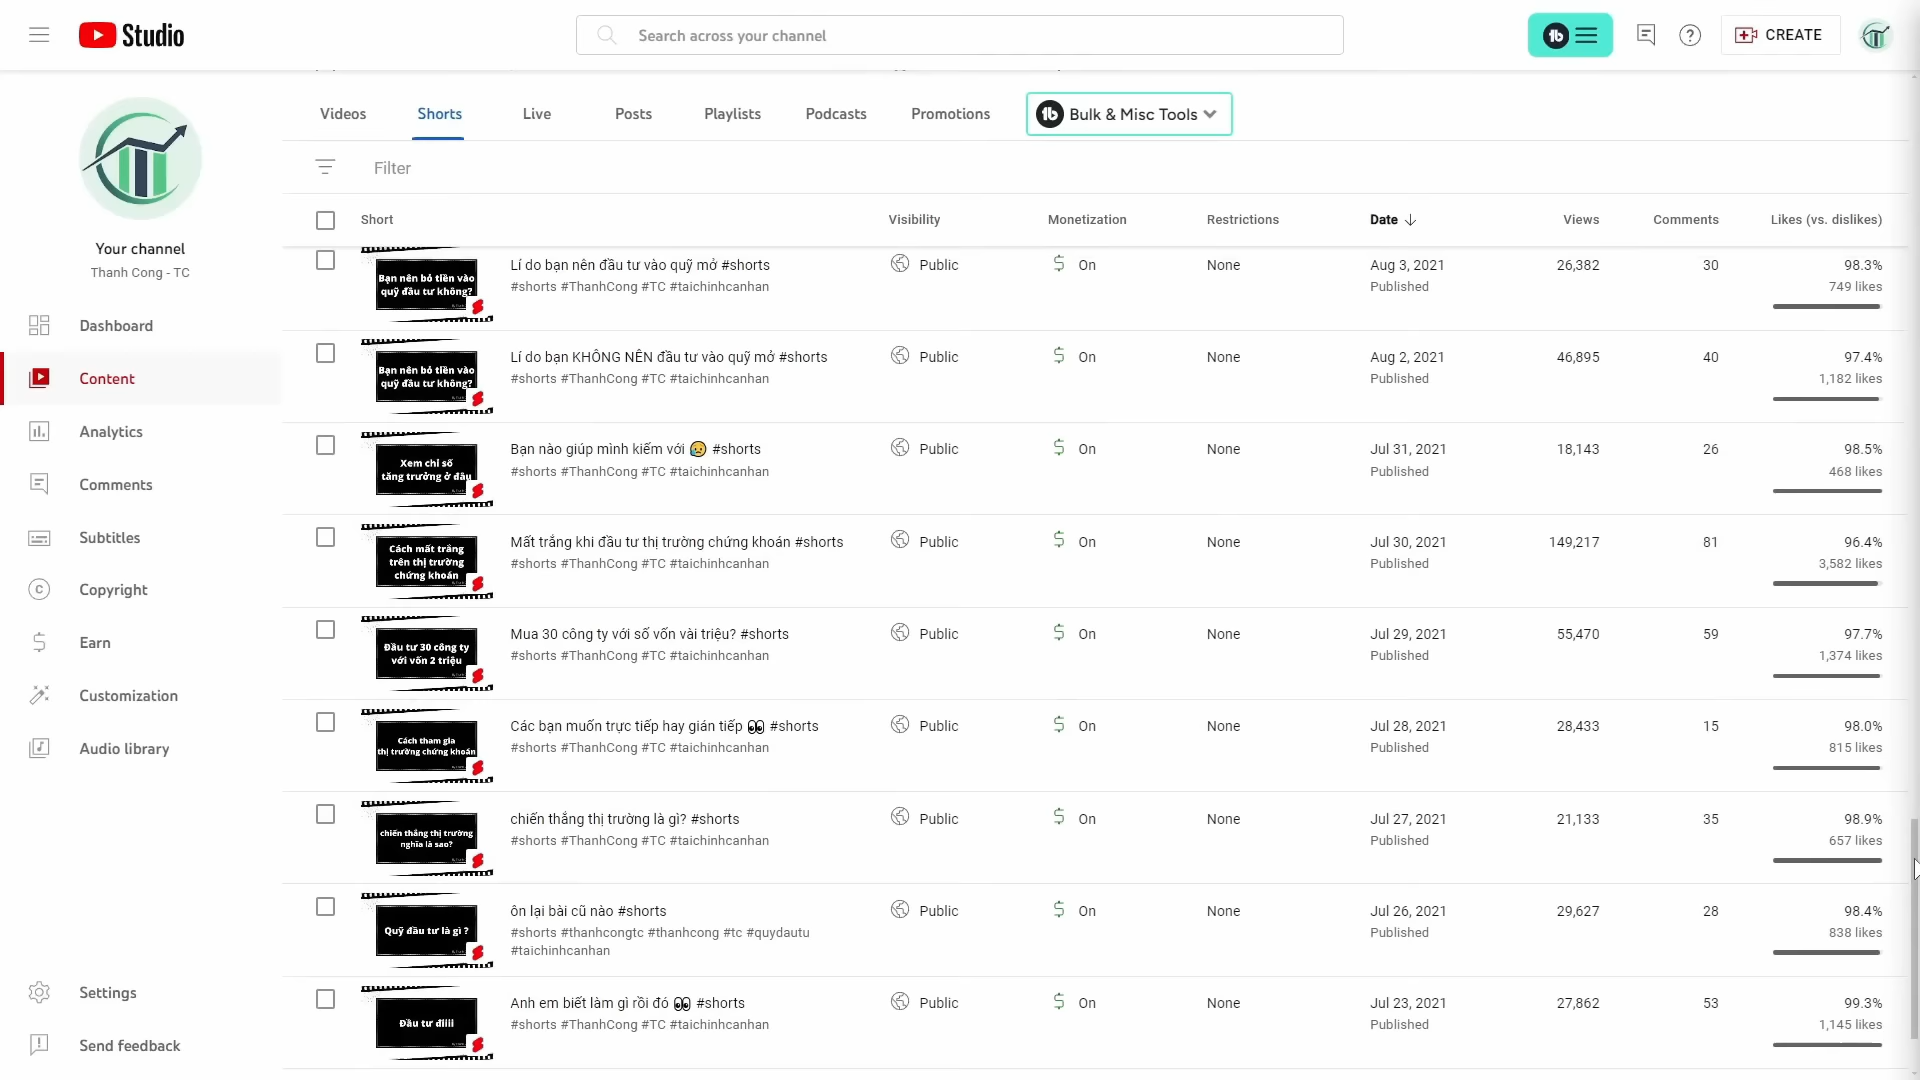 Studio
Search across your channel
CREATE
Videos
Shorts
Live
Posts
Playlists
Podcasts
Promotions
Bulk & Misc Tools
Filter
Your channel
Thanh Cong - TC
Dashboard
Content
Analytics
Comments
Subtitles
Copyright
Earn
Customization
Audio library
Settings
Send feedback
Short
Visibility
Monetization
Restrictions
Date
Views
Comments
Likes (vs. dislikes)
Bạn nên bỏ tiền vào
quỹ đầu tư không?
Lí do bạn nên đầu tư vào quỹ mở #shorts
#shorts #ThanhCong #TC #taichinhcanhan
Public
On
None
Aug 3, 2021
Published
26,382
30
98.3%
749 likes
Bạn nên bỏ tiền vào
quỹ đầu tư không?
Lí do bạn KHÔNG NÊN đầu tư vào quỹ mở #shorts
#shorts #ThanhCong #TC #taichinhcanhan
Public
On
None
Aug 2, 2021
Published
46,895
40
97.4%
1,182 likes
Xem chỉ số
tăng trưởng ở đâu
Bạn nào giúp mình kiếm với 😥 #shorts
#shorts #ThanhCong #TC #taichinhcanhan
Public
On
None
Jul 31, 2021
Published
18,143
26
98.5%
468 likes
Cách mất trắng
trên thị trường
chứng khoán
Mất trắng khi đầu tư thị trường chứng khoán #shorts
#shorts #ThanhCong #TC #taichinhcanhan
Public
On
None
Jul 30, 2021
Published
149,217
81
96.4%
3,582 likes
Đầu tư 30 công ty
với vốn 2 triệu
Mua 30 công ty với số vốn vài triệu? #shorts
#shorts #ThanhCong #TC #taichinhcanhan
Public
On
None
Jul 29, 2021
Published
55,470
59
97.7%
1,374 likes
Cách tham gia
thị trường chứng khoán
Các bạn muốn trực tiếp hay gián tiếp 👀 #shorts
#shorts #ThanhCong #TC #taichinhcanhan
Public
On
None
Jul 28, 2021
Published
28,433
15
98.0%
815 likes
chiến thắng thị trường
nghĩa là sao?
chiến thắng thị trường là gì? #shorts
#shorts #ThanhCong #TC #taichinhcanhan
Public
On
None
Jul 27, 2021
Published
21,133
35
98.9%
657 likes
Quỹ đầu tư là gì ?
ôn lại bài cũ nào #shorts
#shorts #thanhcongtc #thanhcong #tc #quydautu
#taichinhcanhan
Public
On
None
Jul 26, 2021
Published
29,627
28
98.4%
838 likes
Đầu tư điiii
Anh em biết làm gì rồi đó 👀 #shorts
#shorts #ThanhCong #TC #taichinhcanhan
Public
On
None
Jul 23, 2021
Published
27,862
53
99.3%
1,145 likes